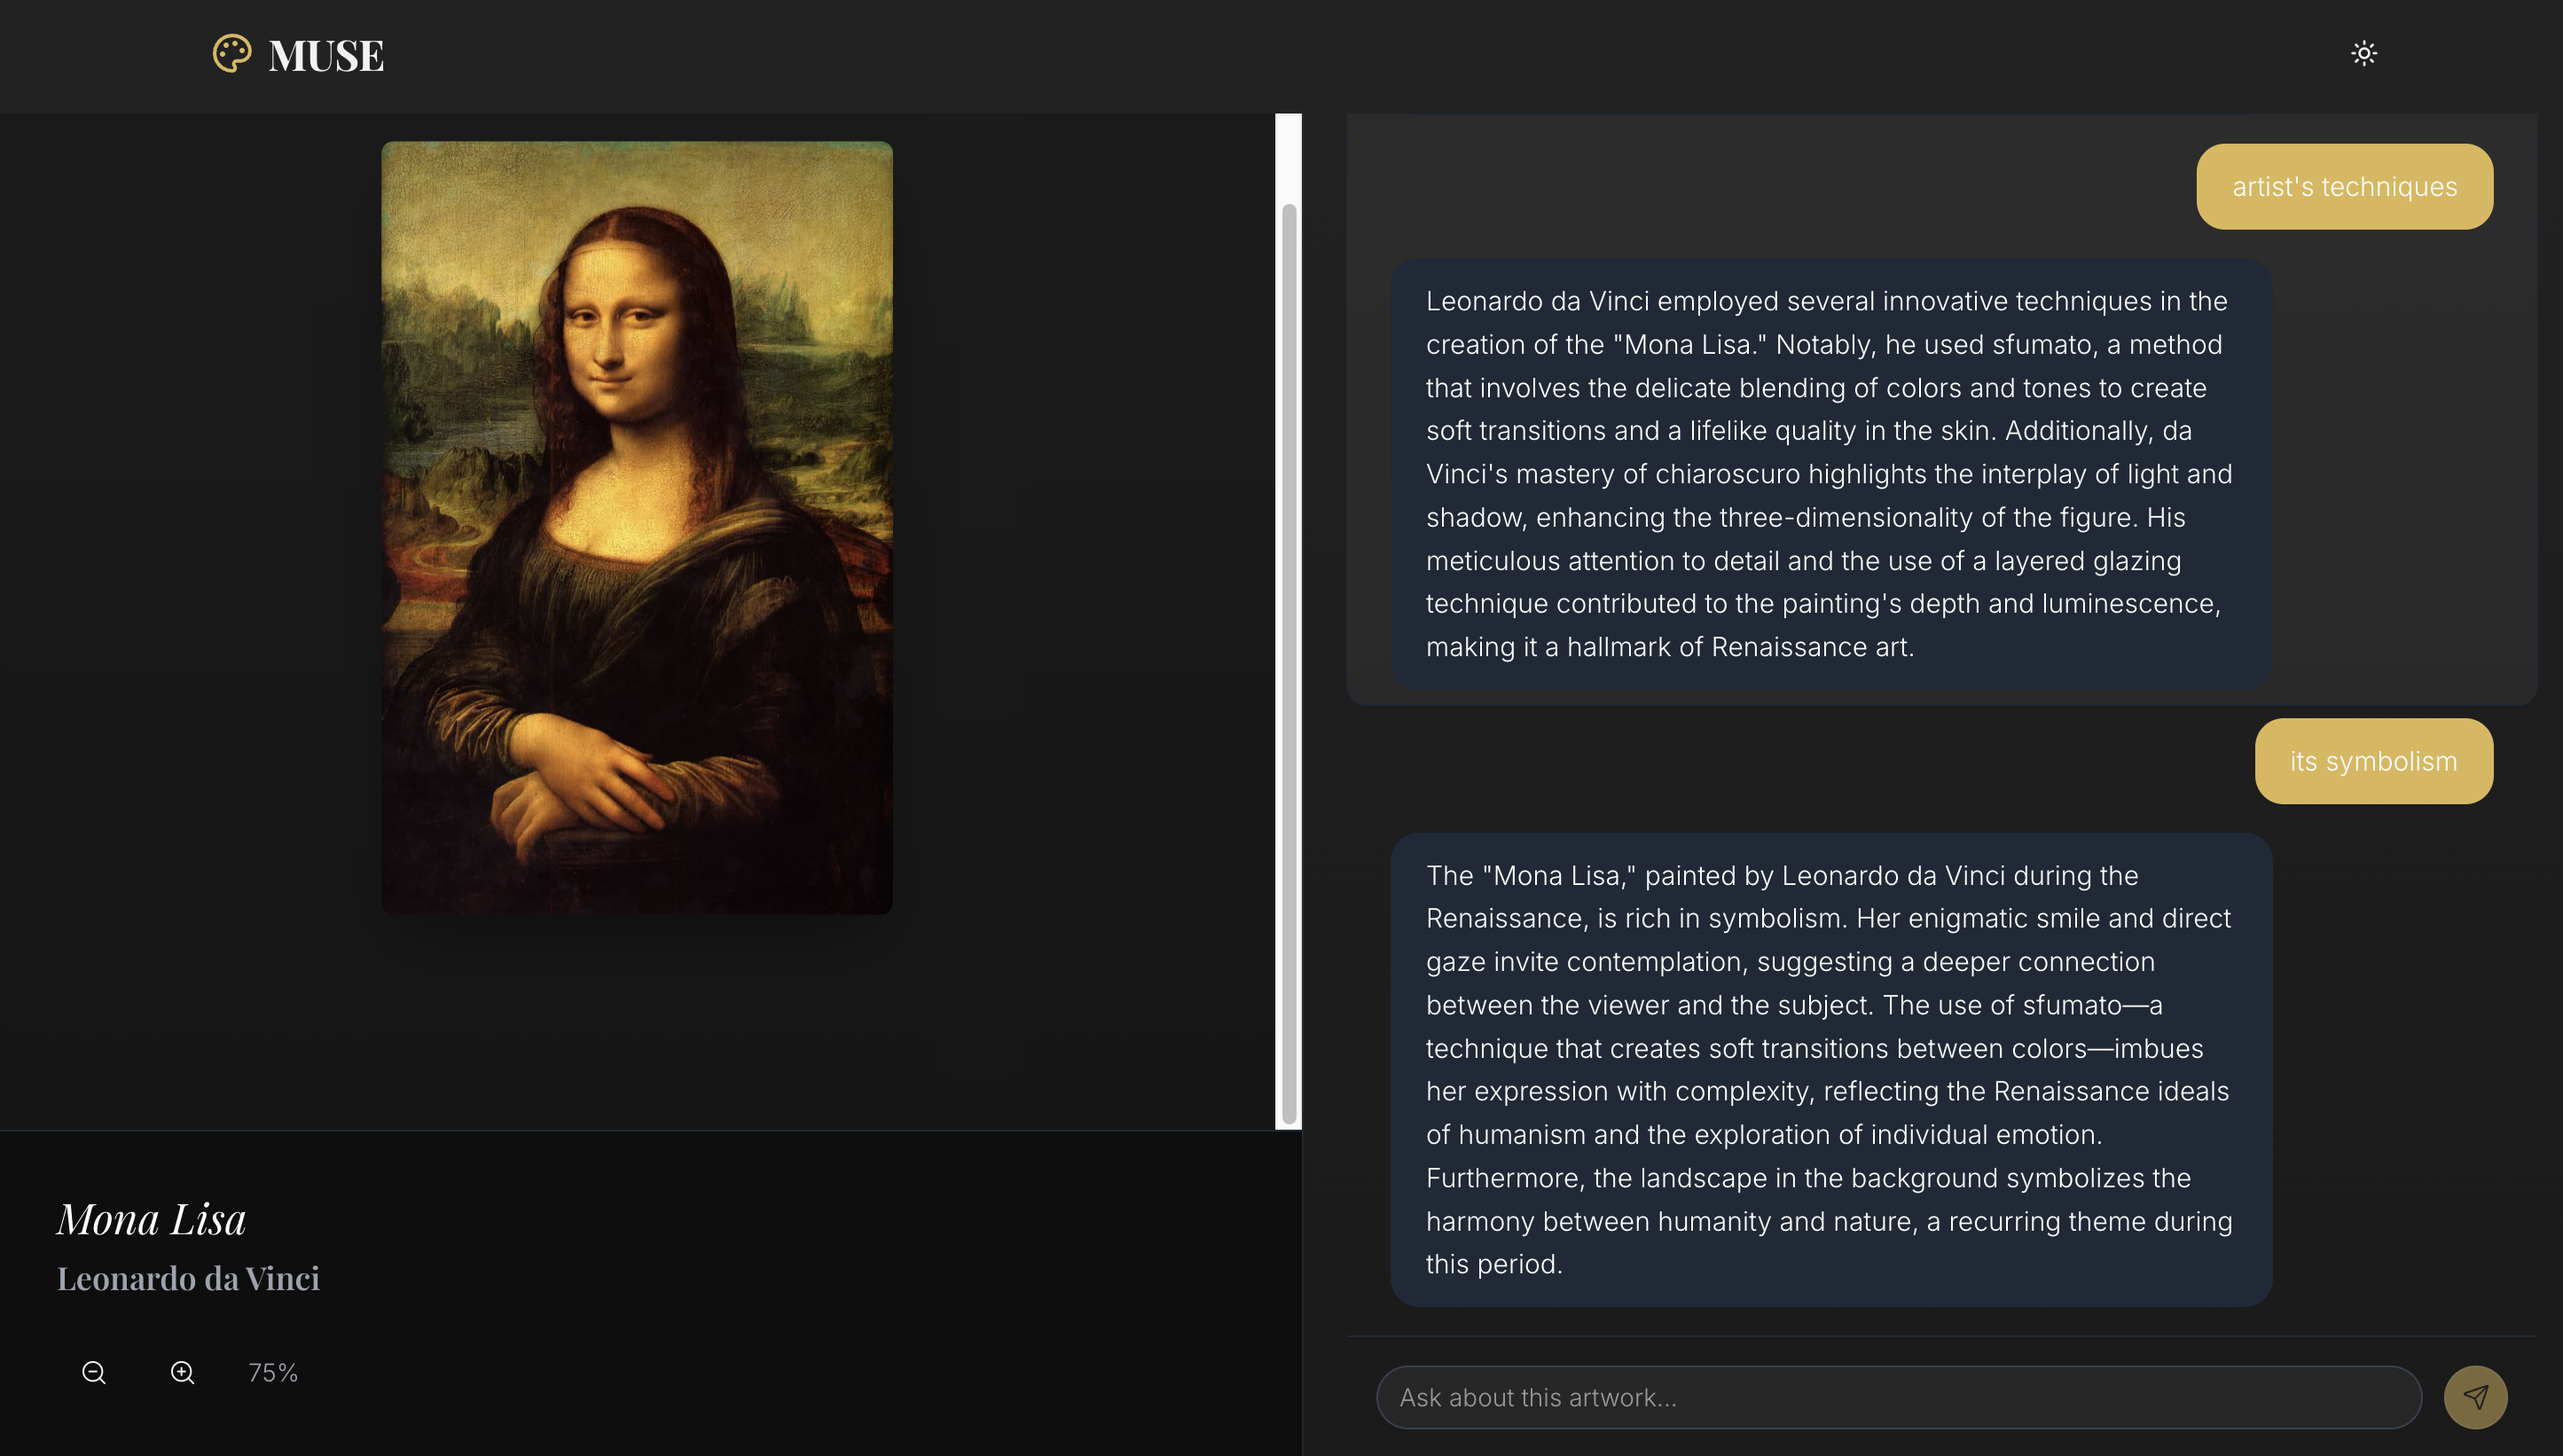 MUSE
Mona Lisa
Leonardo da Vinci
75%
artist's techniques
Leonardo da Vinci employed several innovative techniques in the
creation of the "Mona Lisa." Notably, he used sfumato, a method
that involves the delicate blending of colors and tones to create
soft transitions and a lifelike quality in the skin. Additionally, da
Vinci's mastery of chiaroscuro highlights the interplay of light and
shadow, enhancing the three-dimensionality of the figure. His
meticulous attention to detail and the use of a layered glazing
technique contributed to the painting's depth and luminescence,
making it a hallmark of Renaissance art.
its symbolism
The "Mona Lisa," painted by Leonardo da Vinci during the
Renaissance, is rich in symbolism. Her enigmatic smile and direct
gaze invite contemplation, suggesting a deeper connection
between the viewer and the subject. The use of sfumato—a
technique that creates soft transitions between colors—imbues
her expression with complexity, reflecting the Renaissance ideals
of humanism and the exploration of individual emotion.
Furthermore, the landscape in the background symbolizes the
harmony between humanity and nature, a recurring theme during
this period.
Ask about this artwork...